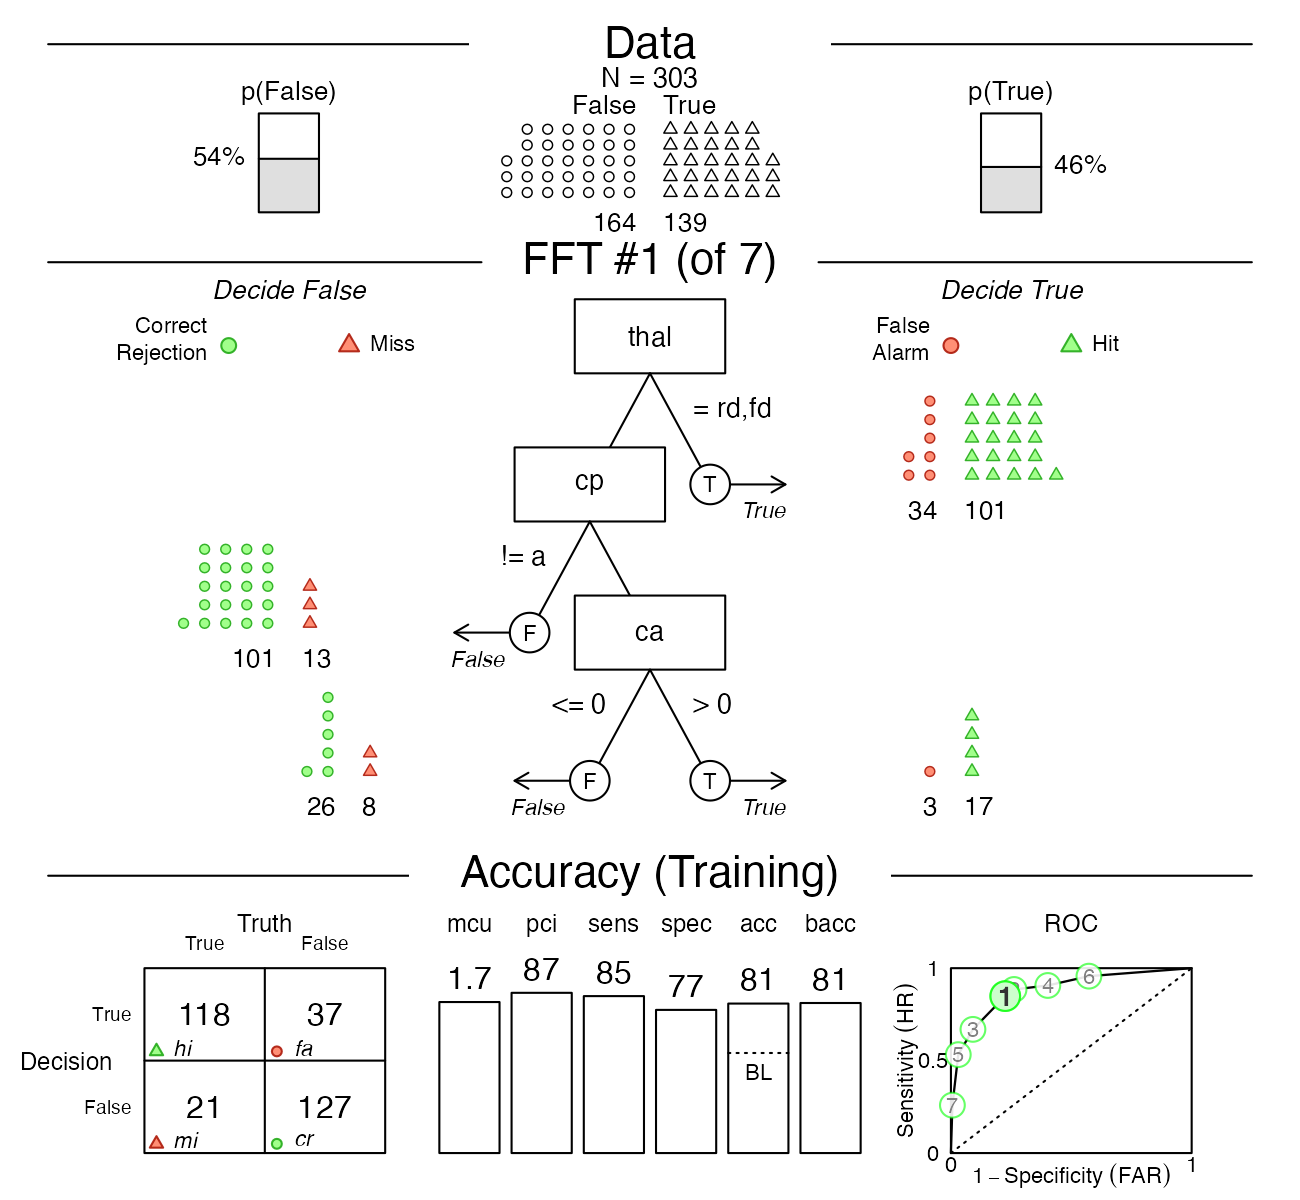 Data
N = 303
p(False)
p(True)
False True
54%
46%
164 139
FFT #1 (of 7)
Decide False
Decide True
Correct
Rejection
Miss
False
Alarm
Hit
thal
= rd,fd
cp
T
True
34 101
!= a
F
False
ca
101 13
<= 0
> 0
F
False
T
True
26 8
3 17
Accuracy (Training)
Truth
True False
Decision
True
118
hi
37
fa
False
21
mi
127
cr
mcu pci sens spec acc bacc
1.7 87 85 77 81 81
BL
ROC
Sensitivity (HR)
1
0.5
0
1
6
4
3
5
7
0 1
1 – Specificity (FAR)